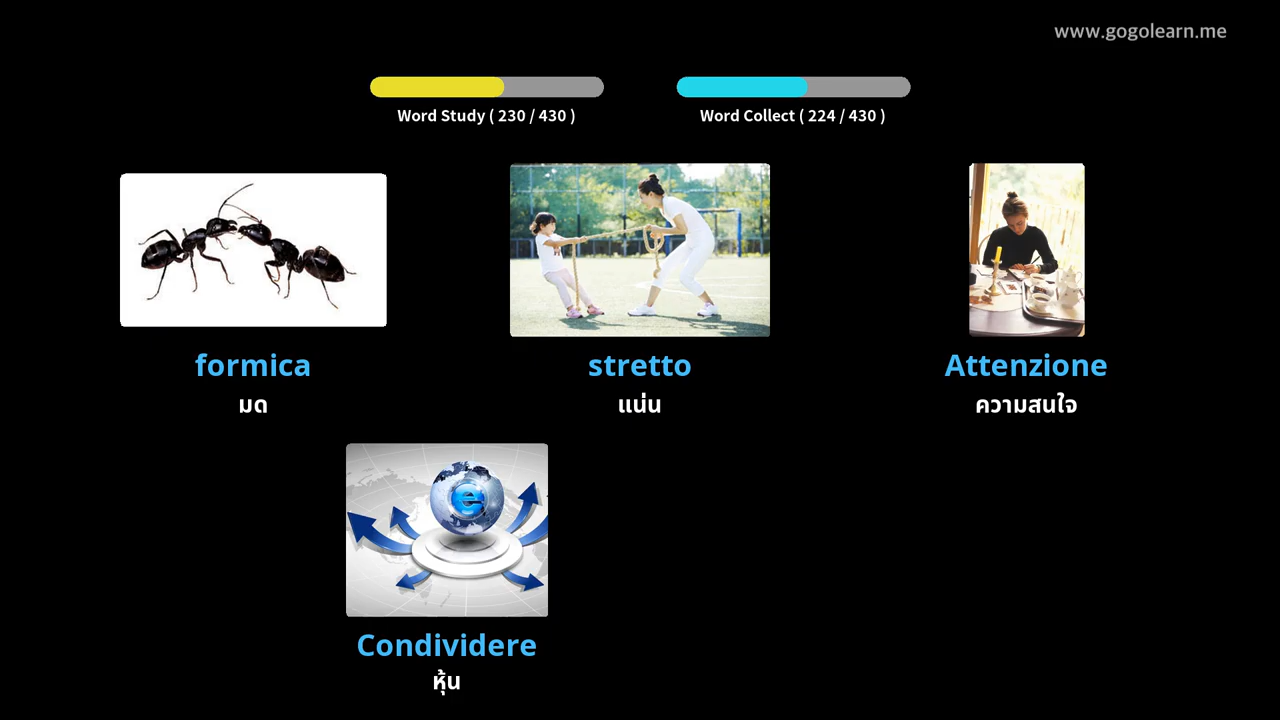 www.gogolearn.me
Word Study ( 230 / 430 )
Word Collect ( 224 / 430 )
formica
stretto
Attenzione
มด
แน่น
ความสนใจ
e
Condividere
หุ้น